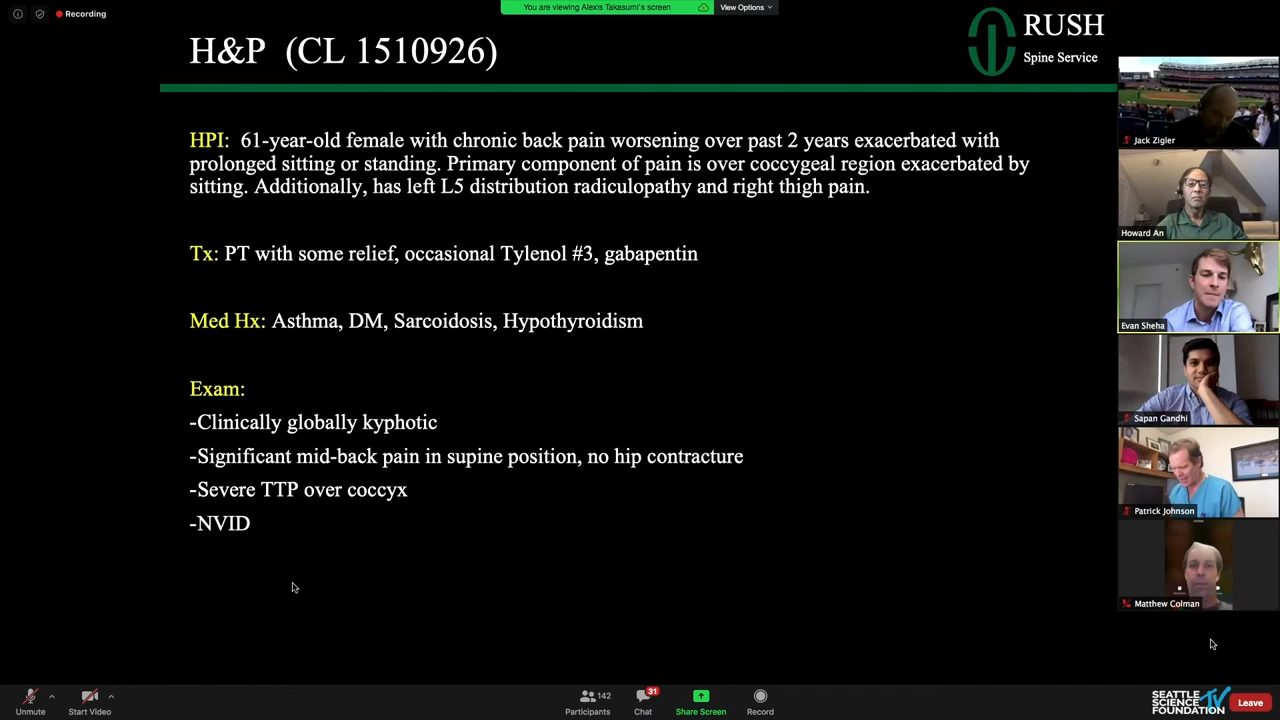 Recording
You are viewing Alexis Takasumi's screen
View Options
H&P (CL 1510926)
RUSH
Spine Service
HPI: 61-year-old female with chronic back pain worsening over past 2 years exacerbated with
prolonged sitting or standing. Primary component of pain is over coccygeal region exacerbated by
sitting. Additionally, has left L5 distribution radiculopathy and right thigh pain.
Tx: PT with some relief, occasional Tylenol #3, gabapentin
Med Hx: Asthma, DM, Sarcoidosis, Hypothyroidism
Exam:
-Clinically globally kyphotic
-Significant mid-back pain in supine position, no hip contracture
-Severe TTP over coccyx
-NVID
Jack Zigler
Howard An
Evan Sheha
Sapan Gandhi
Patrick Johnson
Matthew Colman
Unmute
Start Video
142
Participants
31
Chat
Share Screen
Record
SEATTLE
SCIENCE
FOUNDATION
TV
Leave